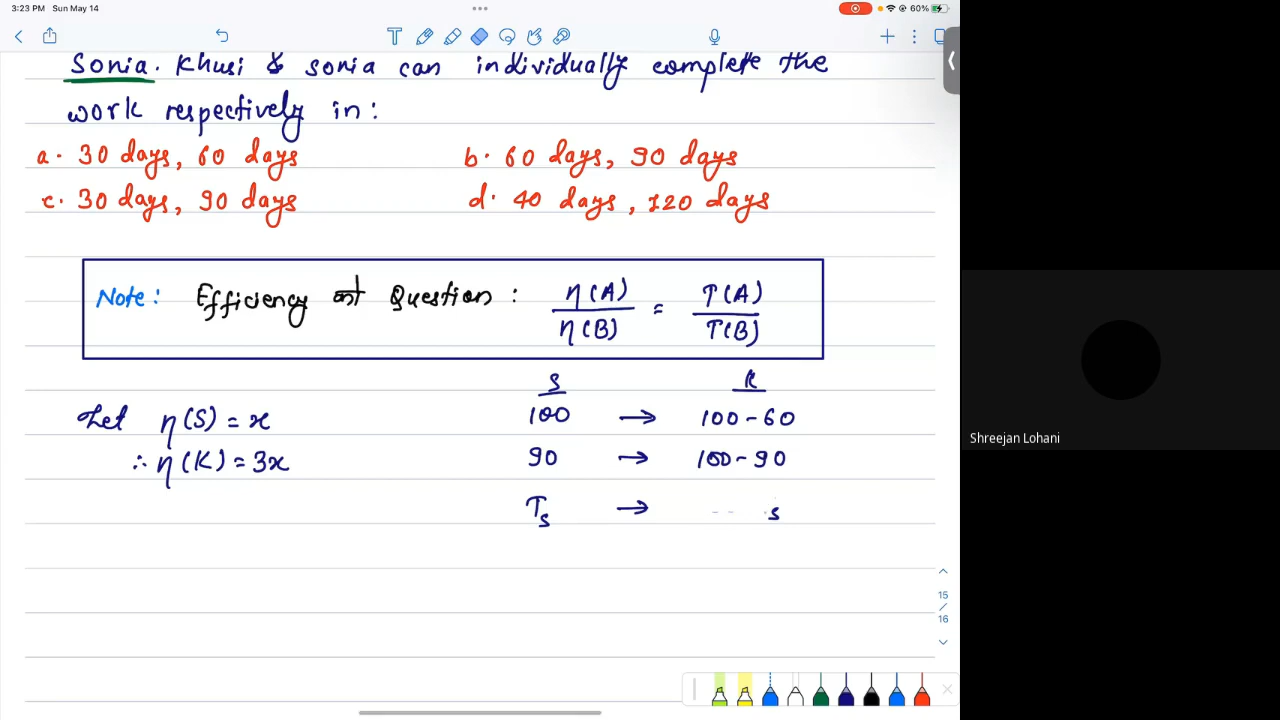 3:23 PM Sun May 14
60%
Sonia. Khusi & sonia can individually complete the
work respectively in:
a. 30 days, 60 days
b. 60 days, 90 days
c. 30 days, 90 days
d. 40 days, 120 days
Note: Efficiency Question: η(A)/η(B) = T(A)/T(B)
S K
Let η(S) = x
100 → 100-60
∴ η(K) = 3x
90 → 100-90
Ts → s
15
/
16
Shreejan Lohani